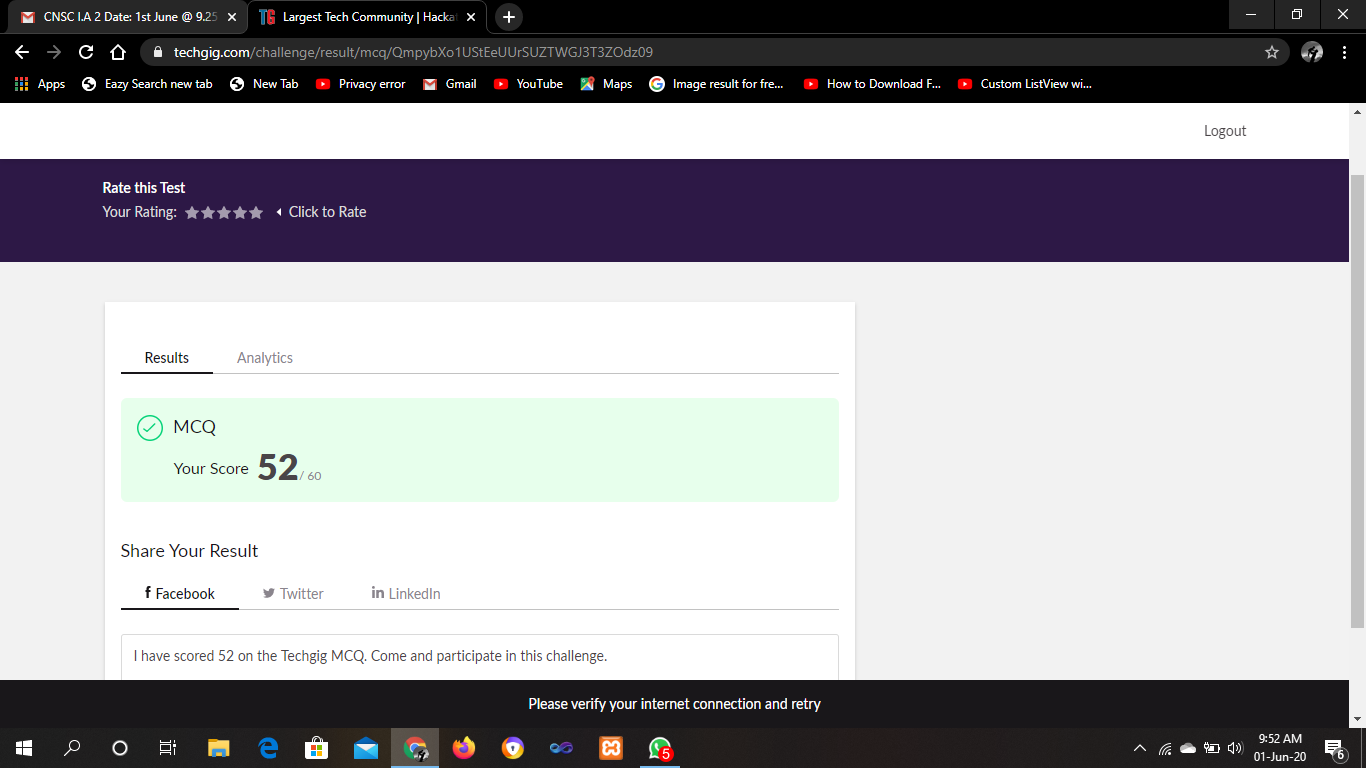 CNSC I.A 2 Date: 1st June @ 9.25
Largest Tech Community | Hacka
techgig.com/challenge/result/mcq/QmpybXo1UStEeUUrSUZTWGJ3T3ZOdz09
Apps Eazy Search new tab New Tab Privacy error Gmail YouTube Maps Image result for fre... How to Download F... Custom ListView wi...
Logout
Rate this Test
Your Rating: Click to Rate
Results Analytics
MCQ
Your Score 52 / 60
Share Your Result
Facebook Twitter LinkedIn
I have scored 52 on the Techgig MCQ. Come and participate in this challenge.
Please verify your internet connection and retry
5
9:52 AM
01-Jun-20
6